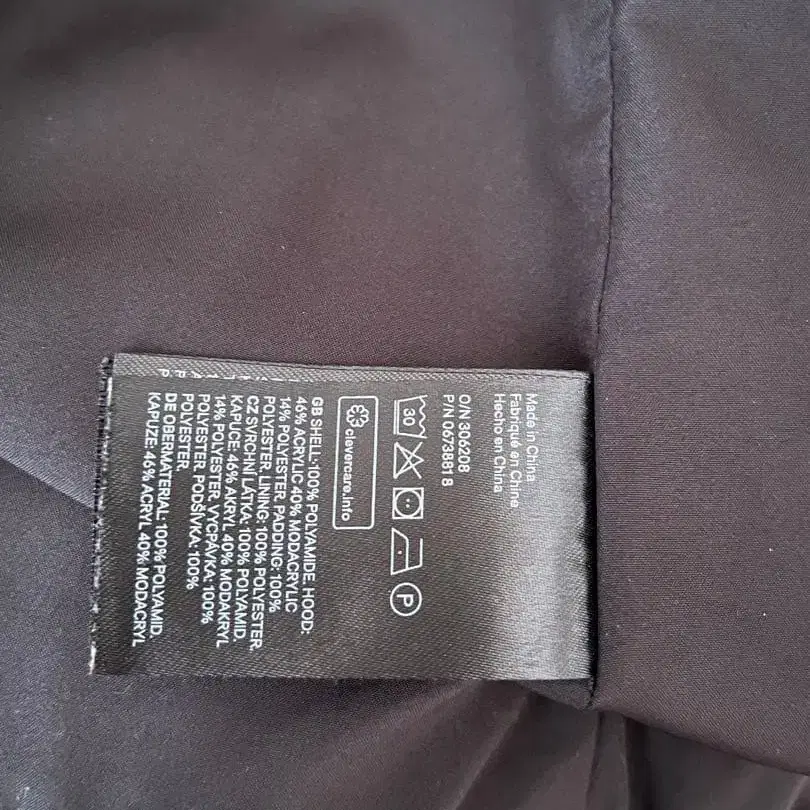 Made in China
Fabriqué en Chine
Hecho en China
O/N 306208
P/N 0673881 8
30
P
clevercare.info
GB SHELL:100% POLYAMIDE, HOOD:
46% ACRYLIC 40% MODACRYLIC
14% POLYESTER, PADDING: 100%
POLYESTER, LINING: 100% POLYESTER,
CZ SVRCHNÍ LÁTKA: 100% POLYAMID.
KAPUCE: 46% AKRYL 40% MODAKRYL
14% POLYESTER, VYCPÁVKA: 100%
POLYESTER, PODŠÍVKA: 100%
POLYESTER,
DE OBERMATERIAL: 100% POLYAMID.
KAPUZE: 46% ACRYL 40% MODACRYL